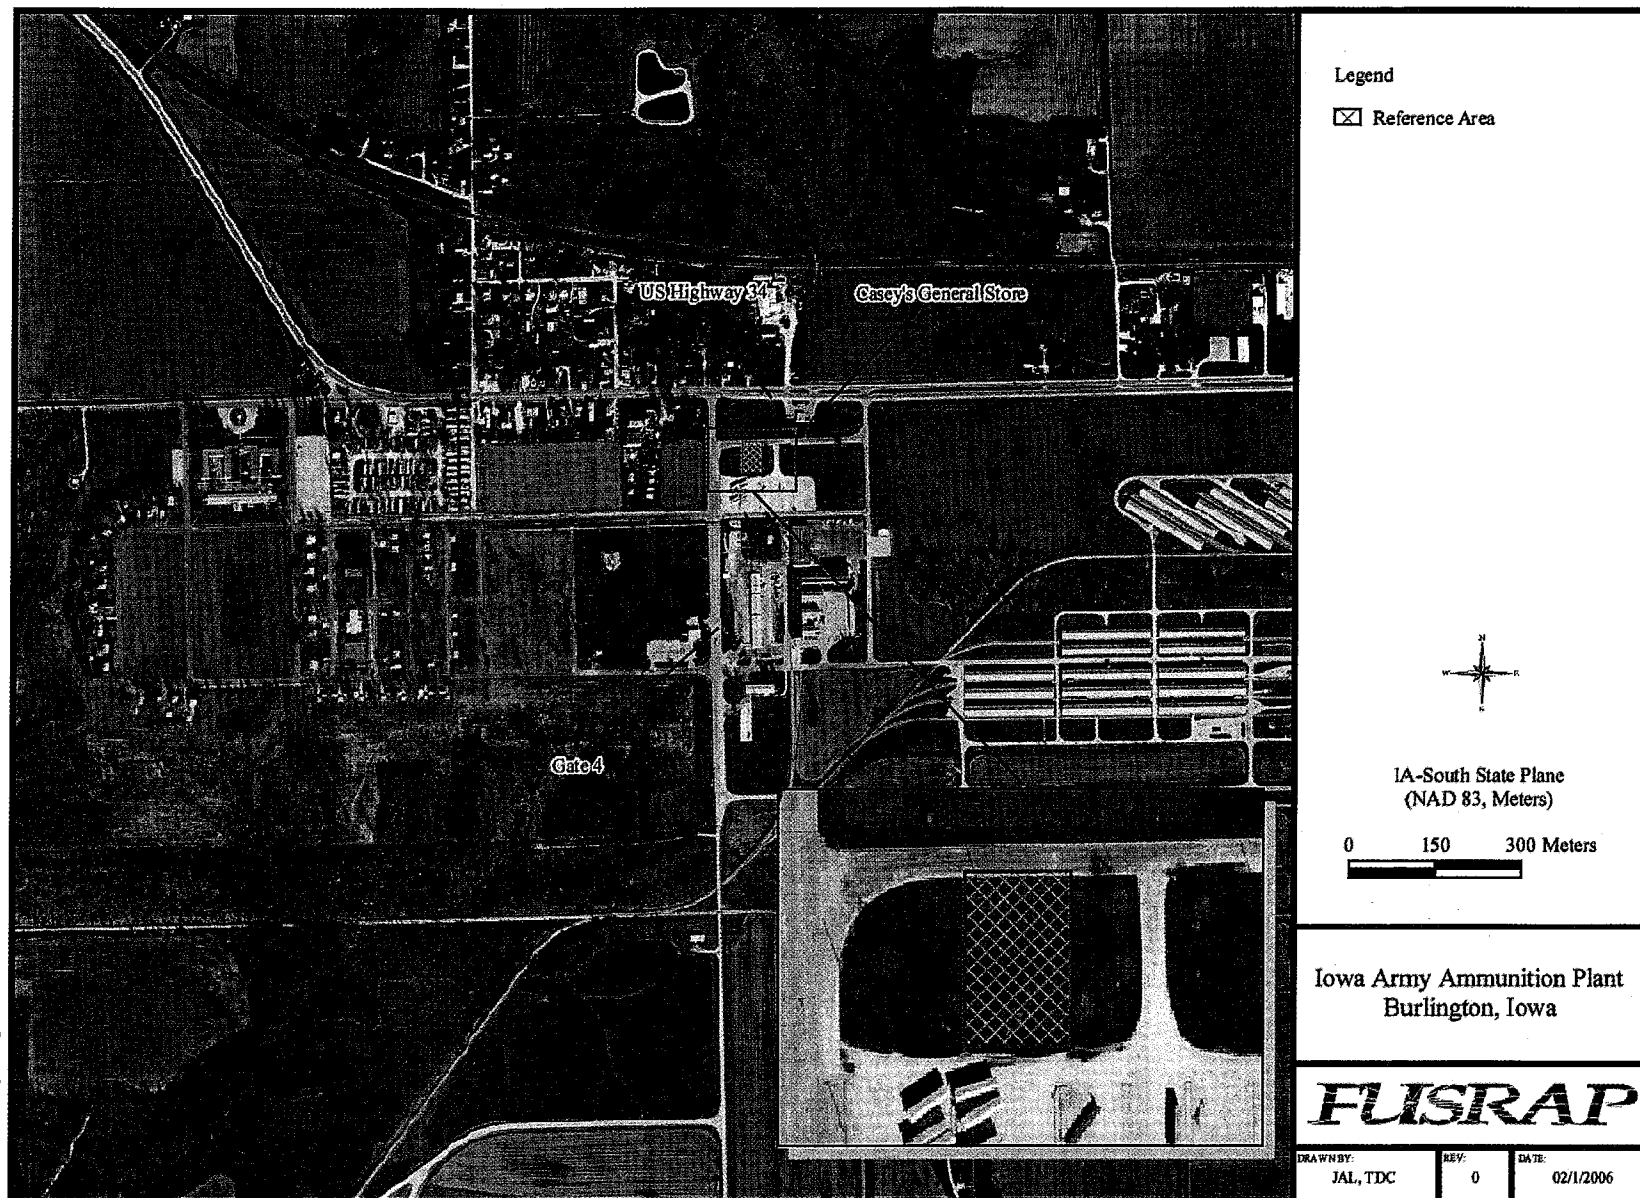 Legend
Reference Area
US Highway 34
Casey's General Store
Gate 4
N
W E
S
IA-South State Plane
(NAD 83, Meters)
0 150 300 Meters
Iowa Army Ammunition Plant
Burlington, Iowa
FUSRAP
DRAWN BY: REV: DATE:
JAL, TDC 0 02/1/2006